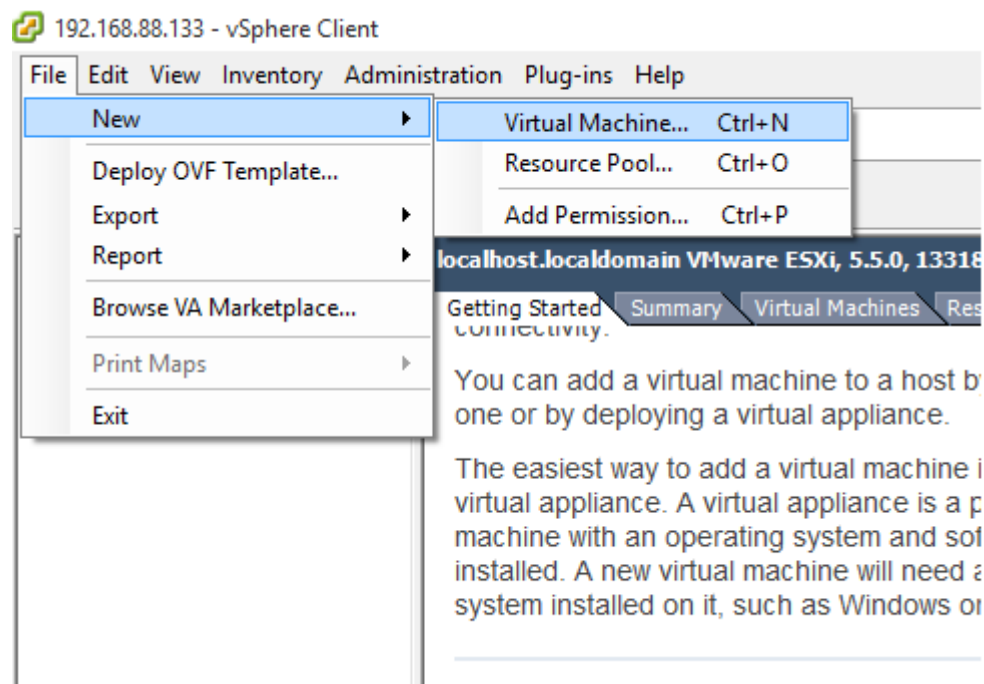 192.168.88.133 - vSphere Client
File Edit View Inventory Administration Plug-ins Help
New
Virtual Machine... Ctrl+N
Deploy OVF Template...
Resource Pool... Ctrl+O
Export
Add Permission... Ctrl+P
Report
localhost.localdomain VMware ESXi, 5.5.0, 13318
Browse VA Marketplace...
Getting Started Summary Virtual Machines Res
connectivity.
Print Maps
You can add a virtual machine to a host b
Exit
one or by deploying a virtual appliance.
The easiest way to add a virtual machine i
virtual appliance. A virtual appliance is a p
machine with an operating system and sof
installed. A new virtual machine will need a
system installed on it, such as Windows or